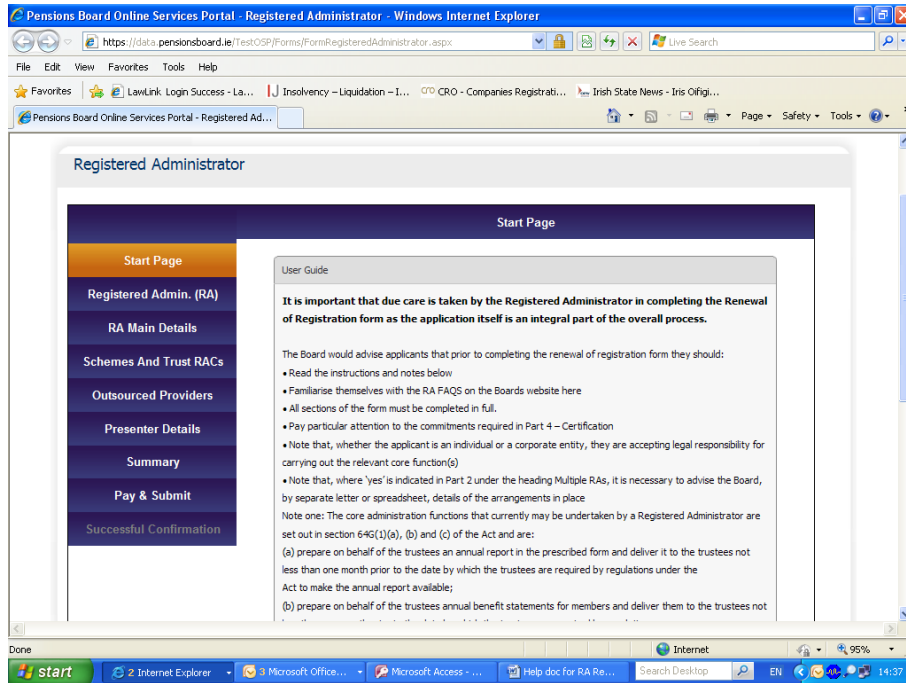 Pensions Board Online Services Portal - Registered Administrator - Windows Internet Explorer
https://data.pensionsboard.ie/TestOSP/Forms/FormRegisteredAdministrator.aspx
Live Search
File Edit View Favorites Tools Help
Favorites LawLink Login Success - La... Insolvency – Liquidation – I... CRO - Companies Registrati... Irish State News - Iris Oifigi...
Pensions Board Online Services Portal - Registered Ad... Page Safety Tools
Registered Administrator
Start Page
Start Page
Registered Admin. (RA)
RA Main Details
Schemes And Trust RACs
Outsourced Providers
Presenter Details
Summary
Pay & Submit
Successful Confirmation
User Guide
It is important that due care is taken by the Registered Administrator in completing the Renewal
of Registration form as the application itself is an integral part of the overall process.
The Board would advise applicants that prior to completing the renewal of registration form they should:
• Read the instructions and notes below
• Familiarise themselves with the RA FAQS on the Boards website here
• All sections of the form must be completed in full.
• Pay particular attention to the commitments required in Part 4 – Certification
• Note that, whether the applicant is an individual or a corporate entity, they are accepting legal responsibility for
carrying out the relevant core function(s)
• Note that, where 'yes' is indicated in Part 2 under the heading Multiple RAs, it is necessary to advise the Board,
by separate letter or spreadsheet, details of the arrangements in place
Note one: The core administration functions that currently may be undertaken by a Registered Administrator are
set out in section 64G(1)(a), (b) and (c) of the Act and are:
(a) prepare on behalf of the trustees an annual report in the prescribed form and deliver it to the trustees not
less than one month prior to the date by which the trustees are required by regulations under the
Act to make the annual report available;
(b) prepare on behalf of the trustees annual benefit statements for members and deliver them to the trustees not
Done Internet 95%
start 2 Internet Explorer 3 Microsoft Office... Microsoft Access - ... Help doc for RA Re... Search Desktop EN 14:37